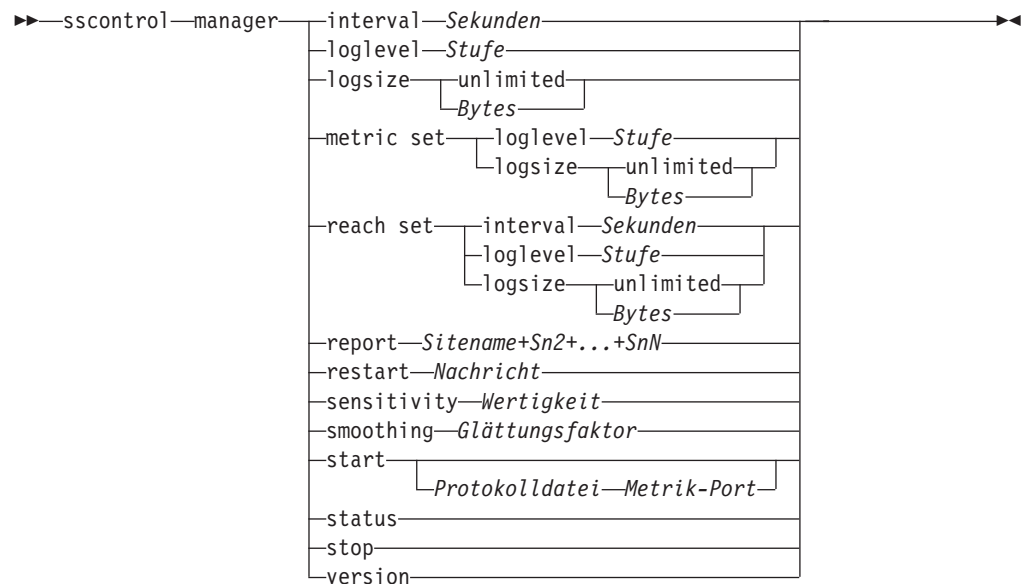 sscontrol manager interval Sekunden
loglevel Stufe
logsize unlimited
Bytes
metric set loglevel Stufe
logsize unlimited
Bytes
reach set interval Sekunden
loglevel Stufe
logsize unlimited
Bytes
report Sitename+Sn2+...+SnN
restart Nachricht
sensitivity Wertigkeit
smoothing Glättungsfaktor
start
Protokolldatei Metrik-Port
status
stop
version